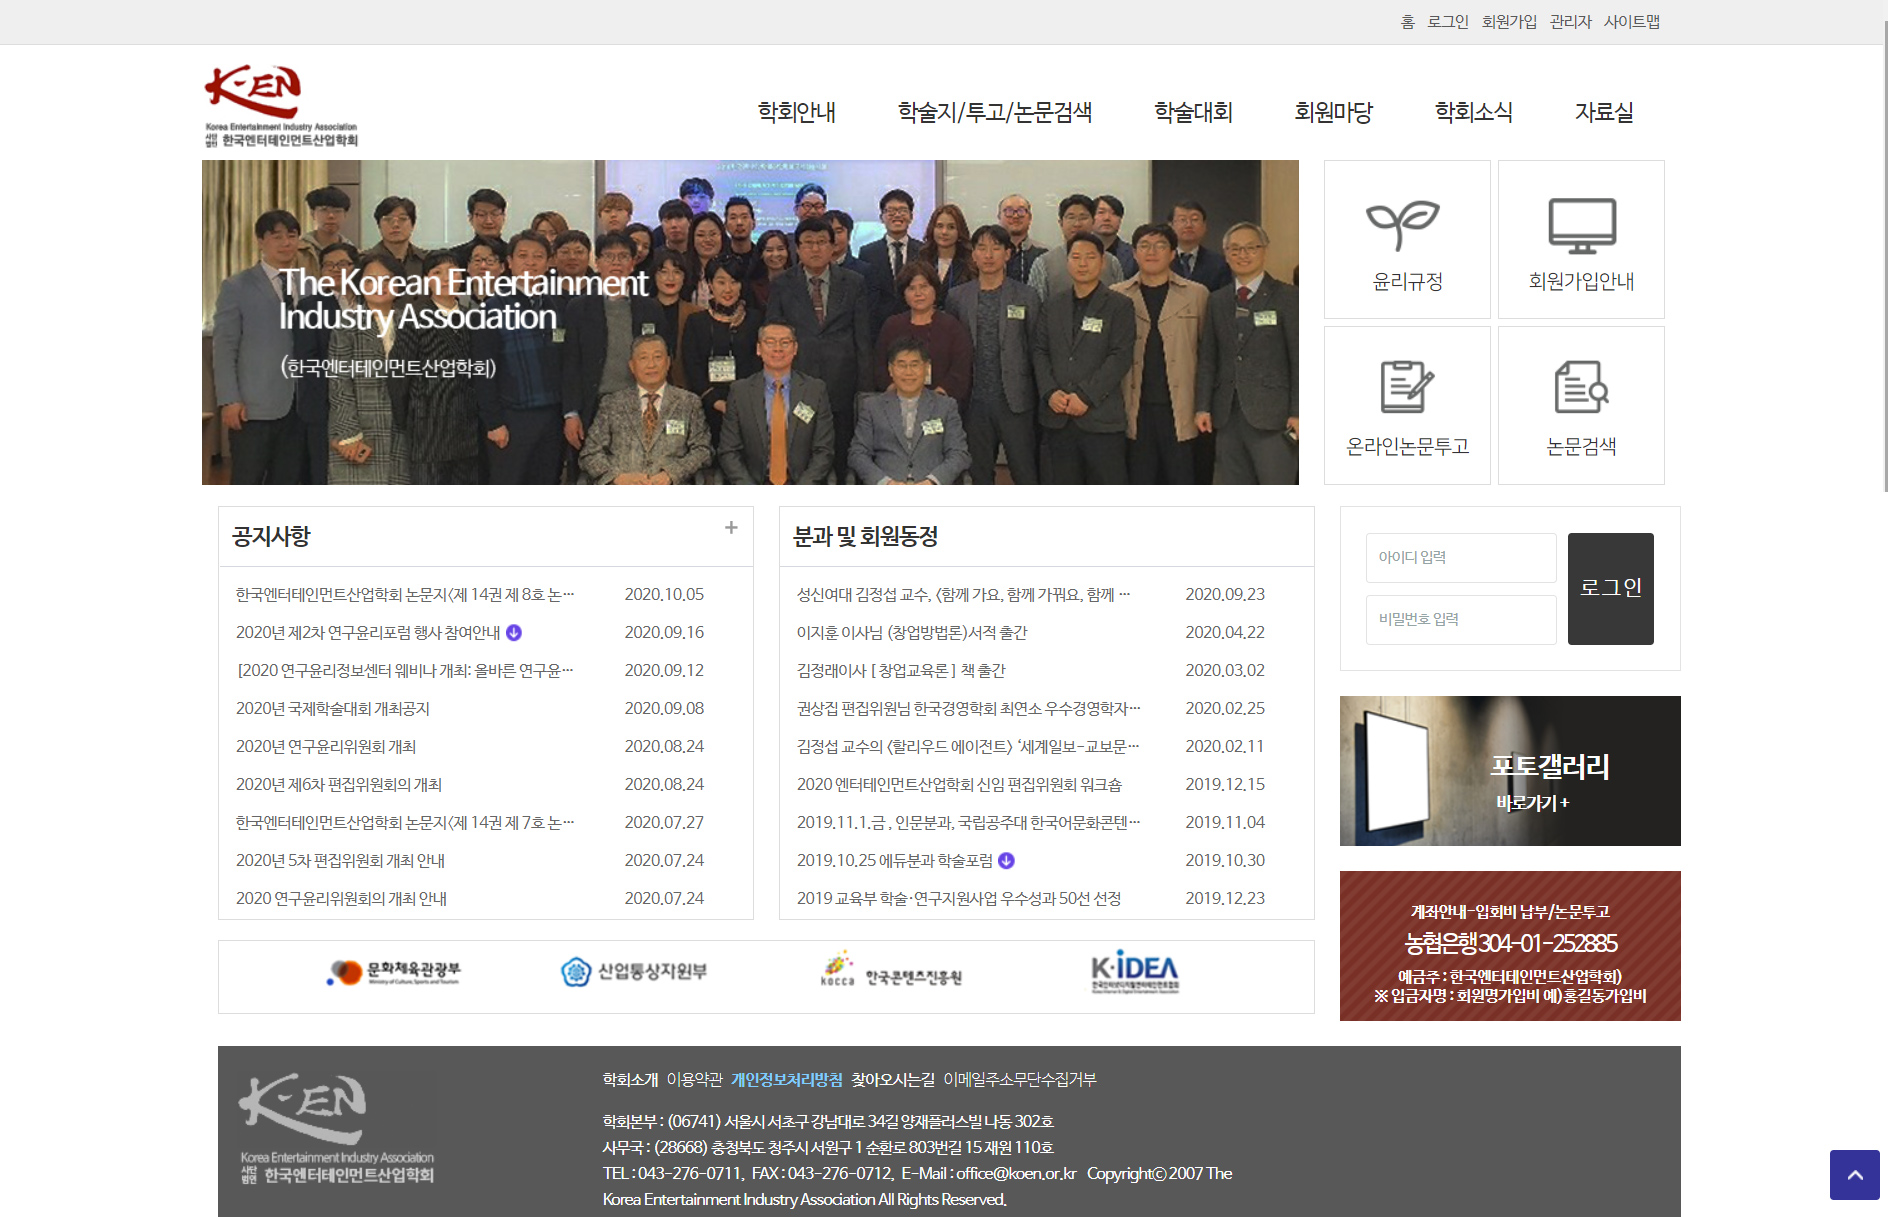 홈 로그인 회원가입 관리자 사이트맵
K-EN
Korea Entertainment Industry Association
사단법인 한국엔터테인먼트산업학회
학회안내 학술지/투고/논문검색 학술대회 회원마당 학회소식 자료실
The Korean Entertainment
Industry Association
(한국엔터테인먼트산업학회)
윤리규정
회원가입안내
온라인논문투고
논문검색
공지사항 +
한국엔터테인먼트산업학회 논문지<제 14권 제 8호 논… 2020.10.05
2020년 제2차 연구윤리포럼 행사 참여안내 2020.09.16
[2020 연구윤리정보센터 웨비나 개최: 올바른 연구윤… 2020.09.12
2020년 국제학술대회 개최공지 2020.09.08
2020년 연구윤리위원회 개최 2020.08.24
2020년 제6차 편집위원회의 개최 2020.08.24
한국엔터테인먼트산업학회 논문지<제 14권 제 7호 논… 2020.07.27
2020년 5차 편집위원회 개최 안내 2020.07.24
2020 연구윤리위원회의 개최 안내 2020.07.24
분과 및 회원동정
성신여대 김정섭 교수, <함께 가요, 함께 가꿔요, 함께 … 2020.09.23
이지훈 이사님 (창업방법론)서적 출간 2020.04.22
김정래이사 [ 창업교육론 ] 책 출간 2020.03.02
권상집 편집위원님 한국경영학회 최연소 우수경영학자… 2020.02.25
김정섭 교수의 <할리우드 에이전트> ‘세계일보-교보문… 2020.02.11
2020 엔터테인먼트산업학회 신임 편집위원회 워크숍 2019.12.15
2019.11.1.금 , 인문분과, 국립공주대 한국어문화콘텐… 2019.11.04
2019.10.25 에듀분과 학술포럼 2019.10.30
2019 교육부 학술·연구지원사업 우수성과 50선 선정 2019.12.23
아이디 입력
비밀번호 입력
로그인
포토갤러리
바로가기 +
계좌안내-입회비 납부/논문투고
농협은행 304-01-252885
예금주 : 한국엔터테인먼트산업학회)
※ 입금자명 : 회원명가입비 예)홍길동가입비
문화체육관광부
Ministry of Culture, Sports and Tourism
산업통상자원부
kocca 한국콘텐츠진흥원
K-iDEA
한국인터넷디지털엔터테인먼트협회
K-EN
Korea Entertainment Industry Association
사단법인 한국엔터테인먼트산업학회
학회소개 이용약관 개인정보처리방침 찾아오시는길 이메일주소무단수집거부
학회본부 : (06741) 서울시 서초구 강남대로 34길 양재플러스빌 나동 302호
사무국 : (28668) 충청북도 청주시 서원구 1 순환로 803번길 15 재원 110호
TEL : 043-276-0711, FAX : 043-276-0712, E-Mail : office@koen.or.kr Copyrightⓒ 2007 The
Korea Entertainment Industry Association All Rights Reserved.